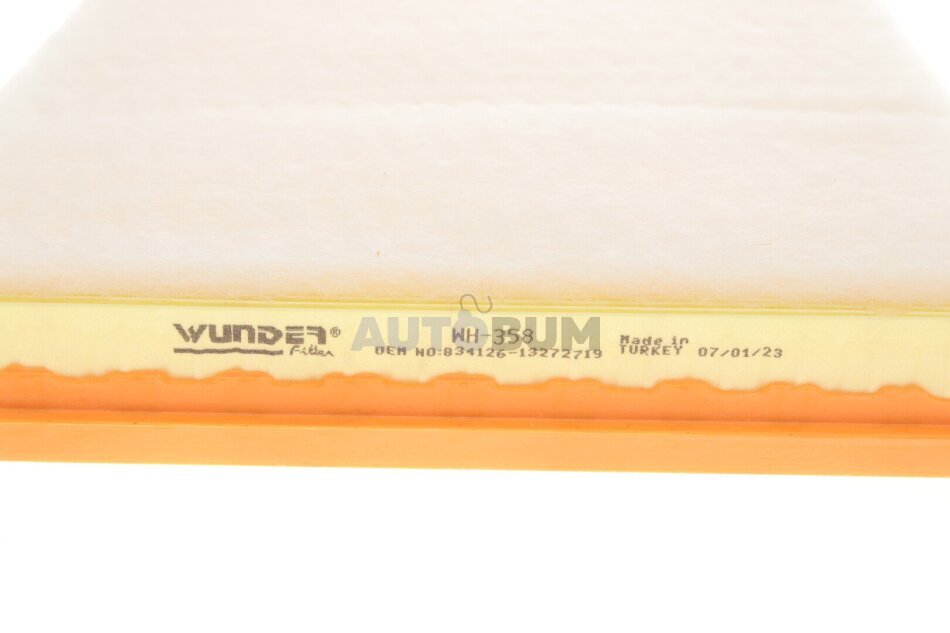 WUNDER®
Filter
WH-358
OEM NO:834126-13272719
Made in
TURKEY 07/01/23
AUTOBUM